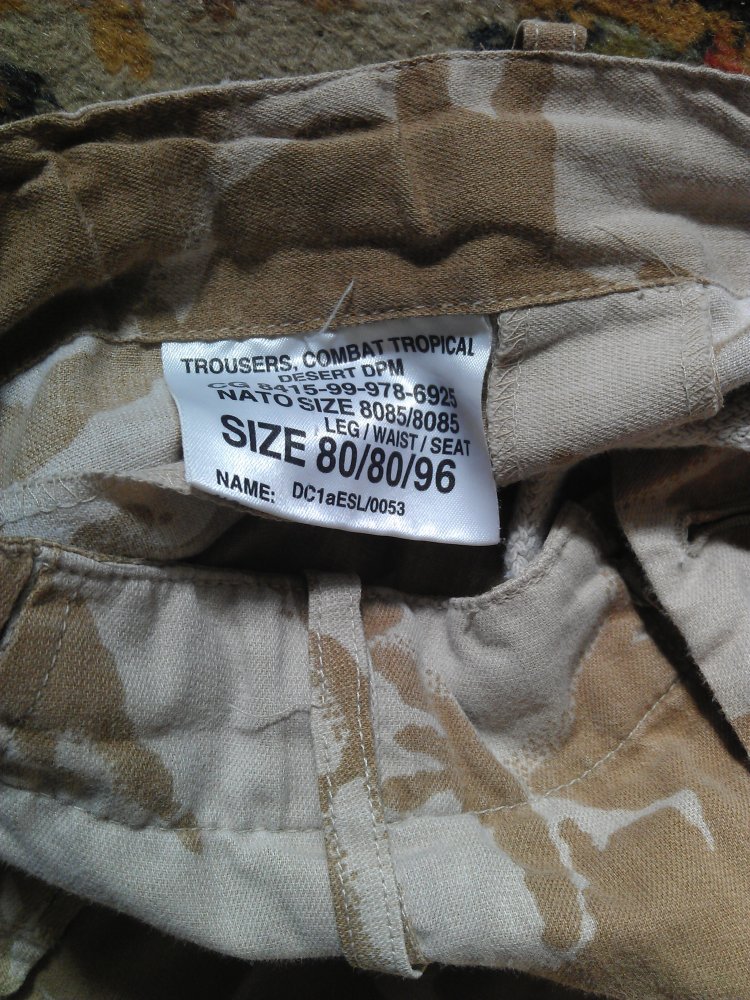 TROUSERS, COMBAT TROPICAL
DESERT DPM
CG 8415-99-978-6925
NATO SIZE 8085/8085
LEG / WAIST / SEAT
SIZE 80/80/96
NAME: DC1aESL/0053